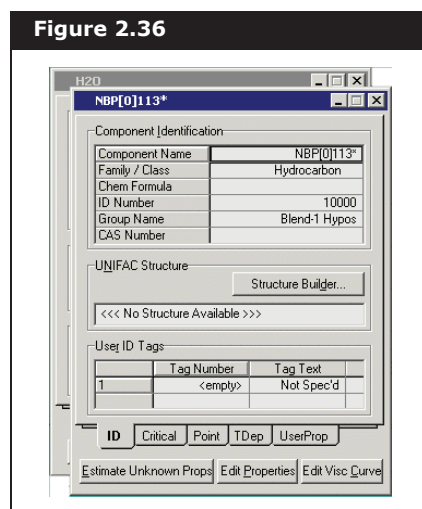 Figure 2.36
H2O
NBP[0]113*
Component Identification
Component Name NBP[0]113*
Family / Class Hydrocarbon
Chem Formula
ID Number 10000
Group Name Blend-1 Hypos
CAS Number
UNIFAC Structure
Structure Builder...
<<< No Structure Available >>>
User ID Tags
Tag Number Tag Text
1 <empty> Not Spec'd
ID Critical Point TDep UserProp
Estimate Unknown Props Edit Properties Edit Visc Curve